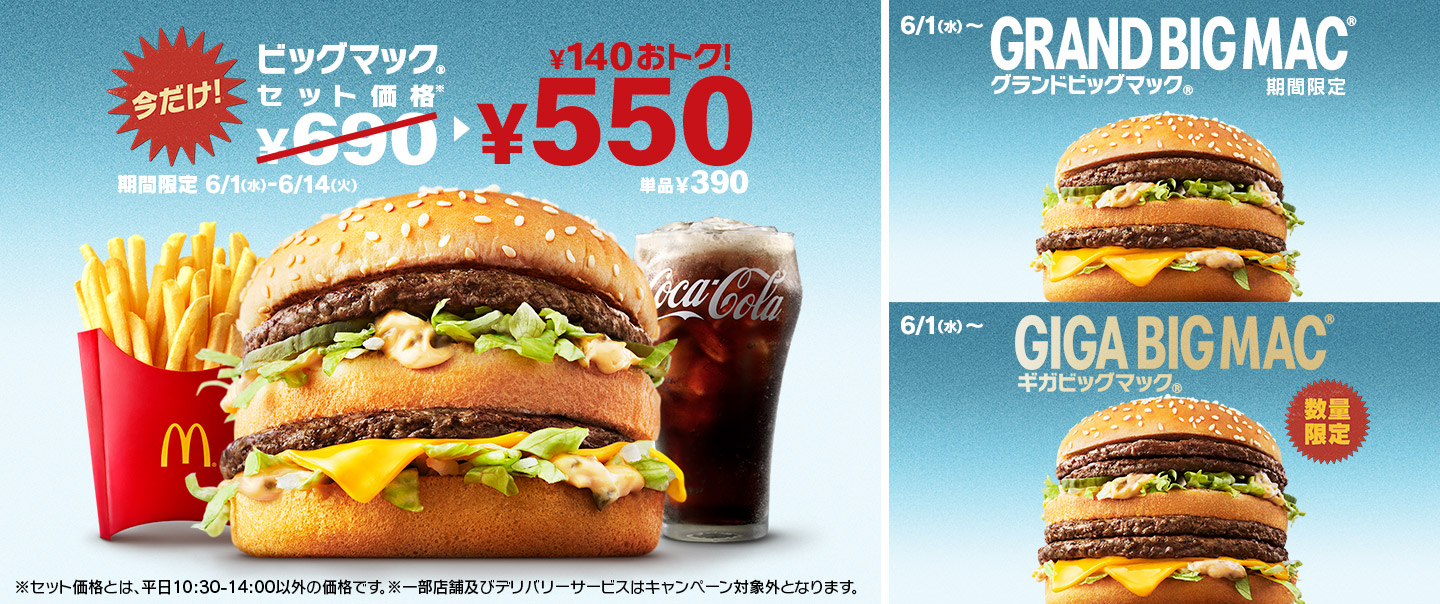 今だけ!
ビッグマック®
セット価格※
¥690
¥140おトク!
¥550
期間限定 6/1(水)-6/14(火)
単品¥390
M®
Coca-Cola
※セット価格とは、平日10:30-14:00以外の価格です。※一部店舗及びデリバリーサービスはキャンペーン対象外となります。
6/1(水)~
GRAND BIG MAC®
グランドビッグマック®
期間限定
6/1(水)~
GIGA BIG MAC®
ギガビッグマック®
数量
限定